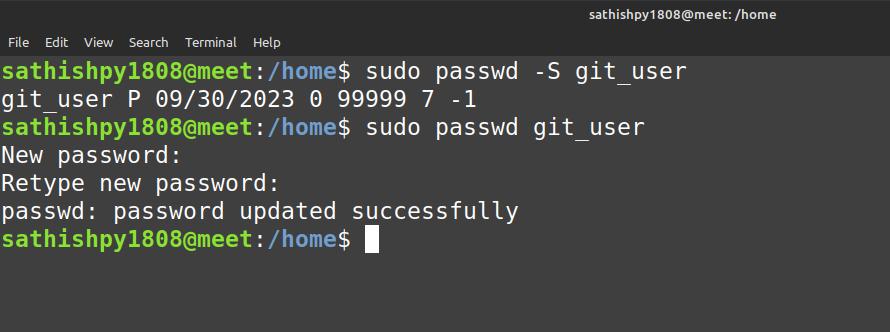 sathishpy1808@meet: /home
File Edit View Search Terminal Help
sathishpy1808@meet:/home$ sudo passwd -S git_user
git_user P 09/30/2023 0 99999 7 -1
sathishpy1808@meet:/home$ sudo passwd git_user
New password:
Retype new password:
passwd: password updated successfully
sathishpy1808@meet:/home$